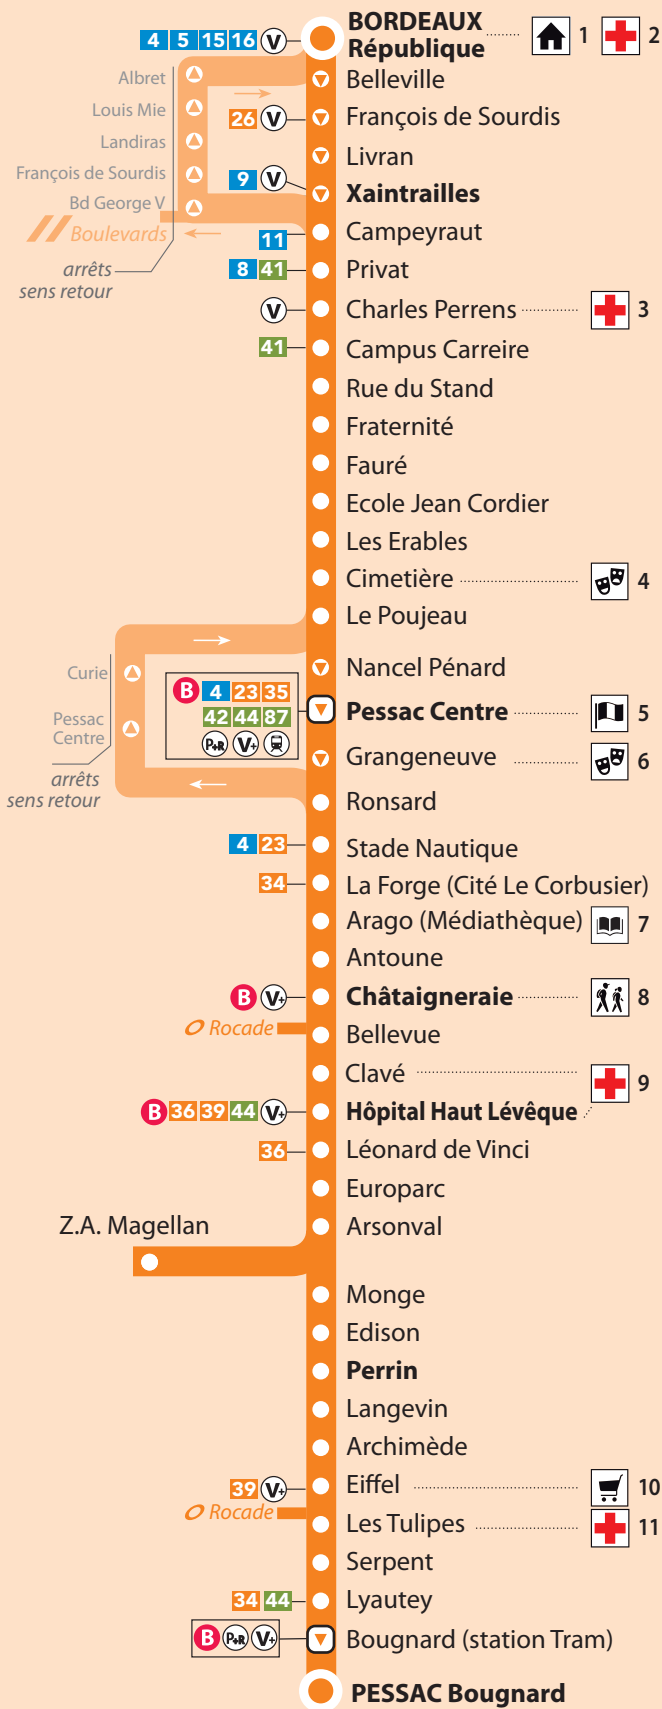 BORDEAUX
4 5 15 16 V République 1 2
Albret
Belleville
Louis Mie
26 V François de Sourdis
Landiras
Livran
François de Sourdis
9 V Xaintrailles
Bd George V
Boulevards
11 Campeyraut
arrêts
sens retour
8 41 Privat
V Charles Perrens 3
41 Campus Carreire
Rue du Stand
Fraternité
Fauré
Ecole Jean Cordier
Les Erables
Cimetière 4
Le Poujeau
Curie
Nancel Pénard
B 4 23 35
42 44 87
P+R V+
Pessac Centre 5
Pessac
Centre
arrêts
sens retour
Grangeneuve 6
Ronsard
4 23 Stade Nautique
34 La Forge (Cité Le Corbusier)
Arago (Médiathèque) 7
Antoune
B V+ Châtaigneraie 8
Rocade
Bellevue
Clavé 9
B 36 39 44 V+ Hôpital Haut Lévêque
36 Léonard de Vinci
Europarc
Z.A. Magellan
Arsonval
Monge
Edison
Perrin
Langevin
Archimède
39 V+ Eiffel 10
Rocade
Les Tulipes 11
Serpent
34 44 Lyautey
B P+R V+ Bougnard (station Tram)
PESSAC Bougnard